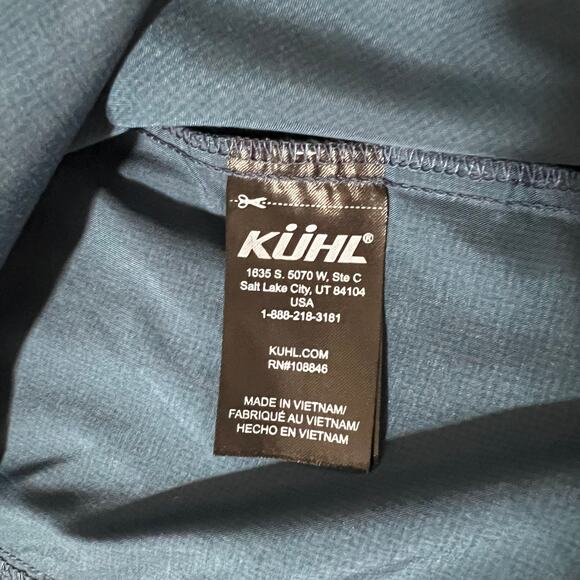 KÜHL®
1635 S. 5070 W, Ste C
Salt Lake City, UT 84104
USA
1-888-218-3161
KUHL.COM
RN#108846
MADE IN VIETNAM/
FABRIQUÉ AU VIETNAM/
HECHO EN VIETNAM